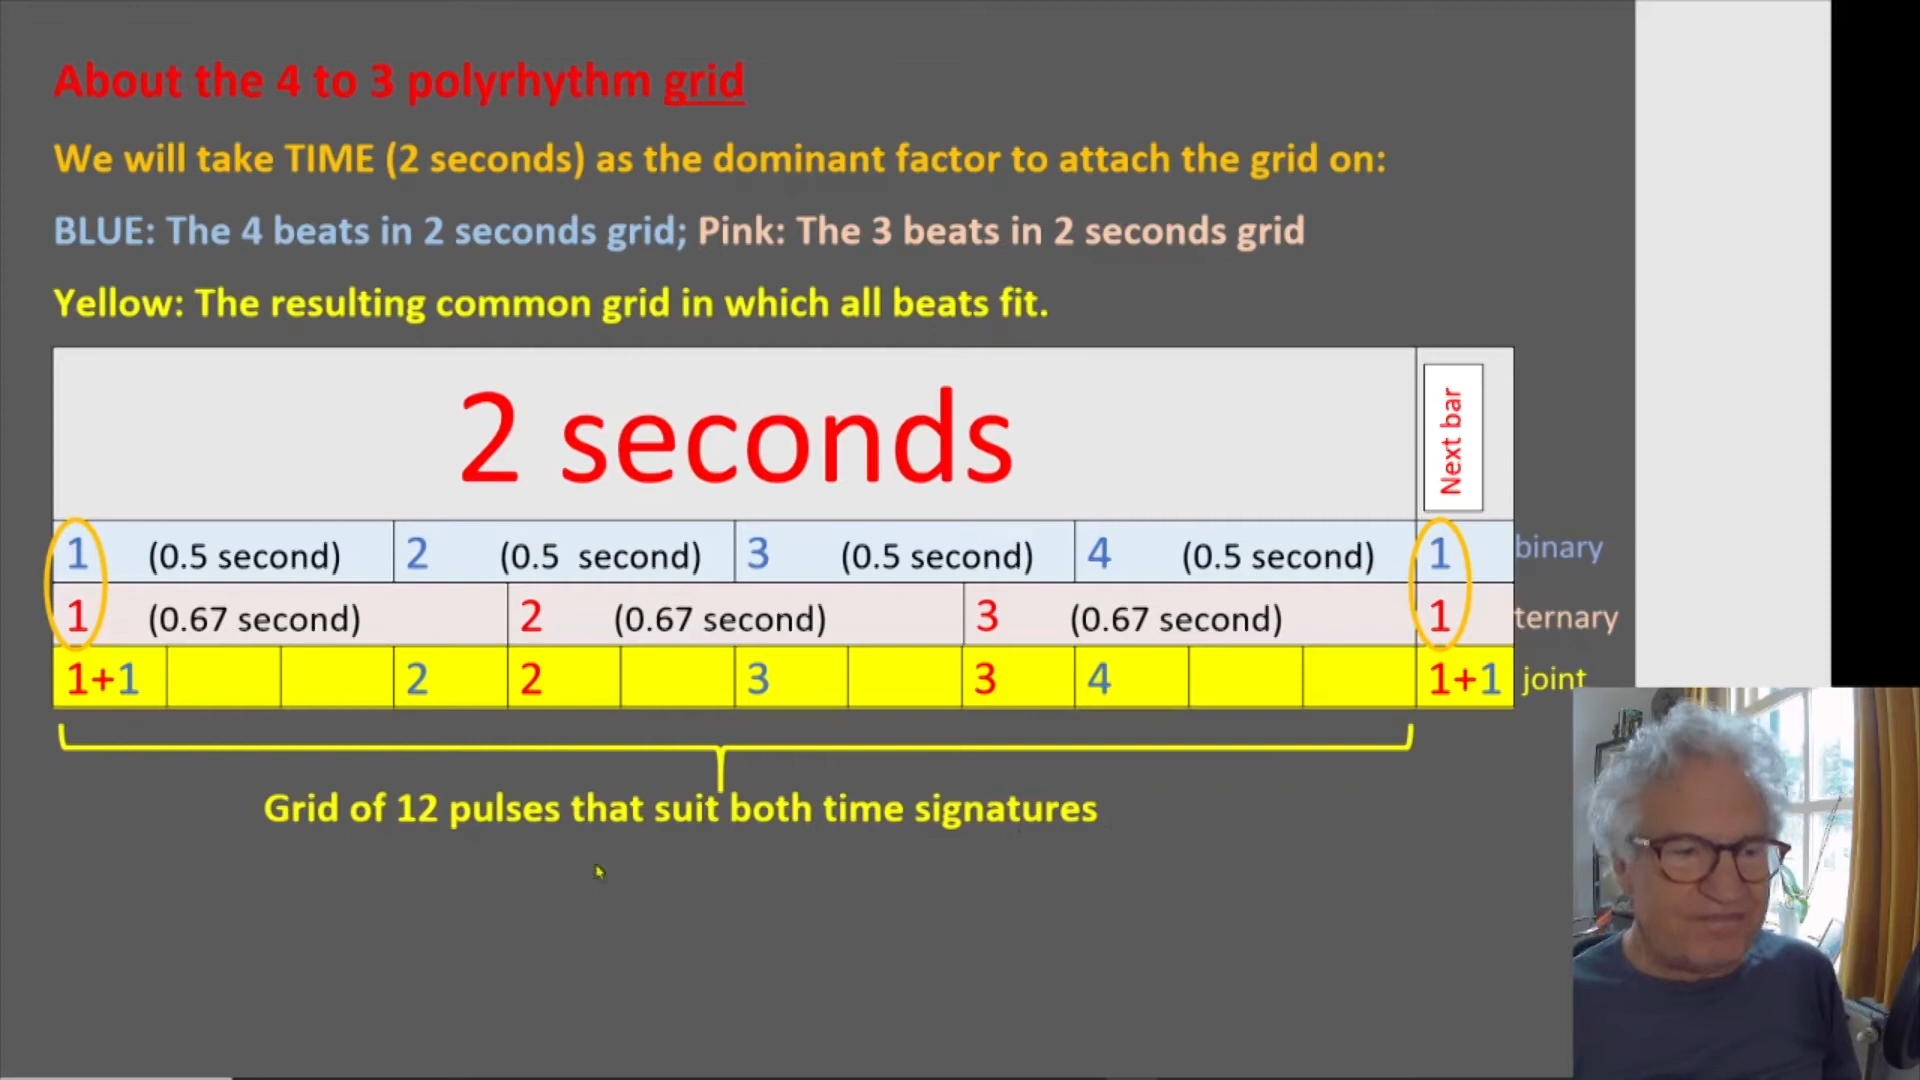 About the 4 to 3 polyrhythm grid
We will take TIME (2 seconds) as the dominant factor to attach the grid on:
BLUE: The 4 beats in 2 seconds grid; Pink: The 3 beats in 2 seconds grid
Yellow: The resulting common grid in which all beats fit.
2 seconds
Next bar
1 (0.5 second) 2 (0.5 second) 3 (0.5 second) 4 (0.5 second) 1 binary
1 (0.67 second) 2 (0.67 second) 3 (0.67 second) 1 ternary
1+1 2 2 3 3 4 1+1 joint
Grid of 12 pulses that suit both time signatures